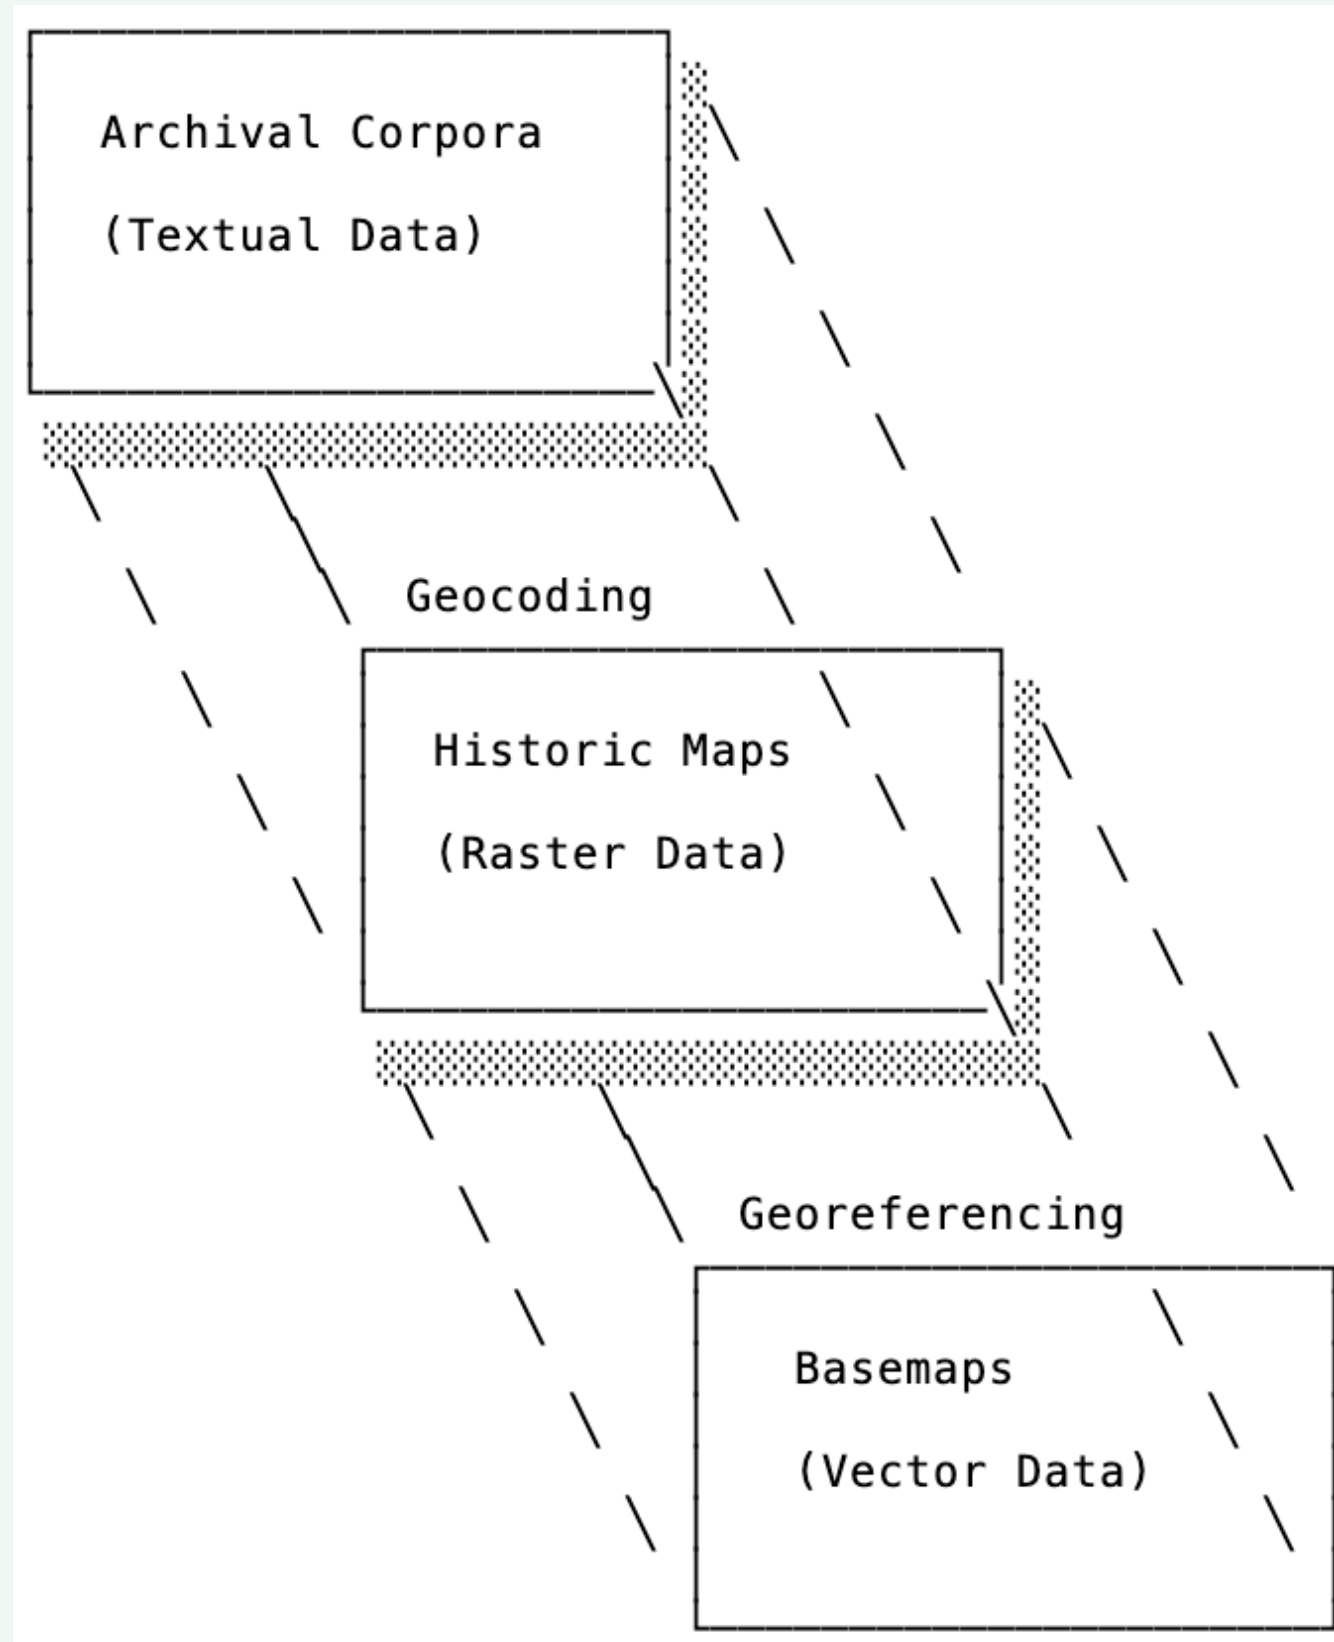 Archival Corpora
(Textual Data)
Geocoding
Historic Maps
(Raster Data)
Georeferencing
Basemaps
(Vector Data)